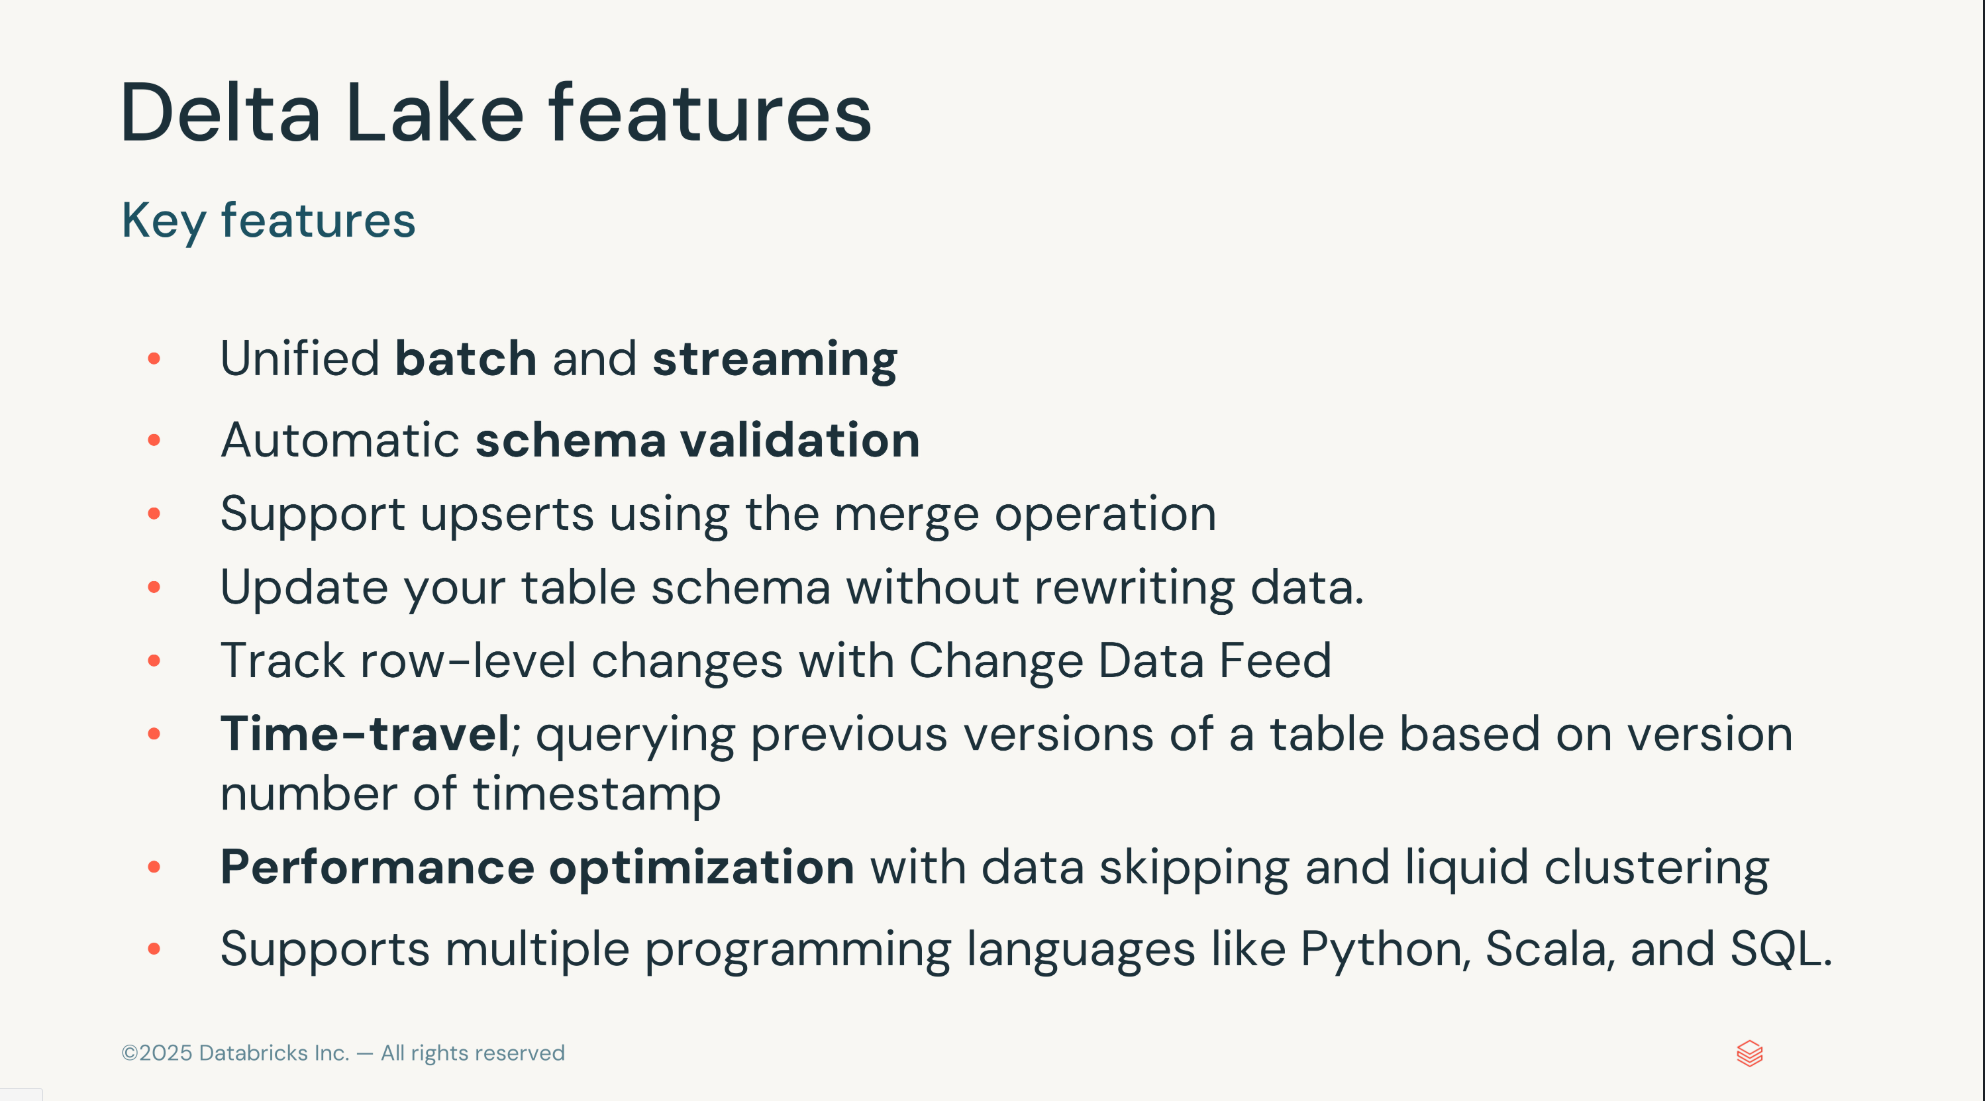 Delta Lake features
Key features
• Unified batch and streaming
• Automatic schema validation
• Support upserts using the merge operation
• Update your table schema without rewriting data.
• Track row-level changes with Change Data Feed
• Time-travel; querying previous versions of a table based on version
number of timestamp
• Performance optimization with data skipping and liquid clustering
• Supports multiple programming languages like Python, Scala, and SQL.
©2025 Databricks Inc. — All rights reserved